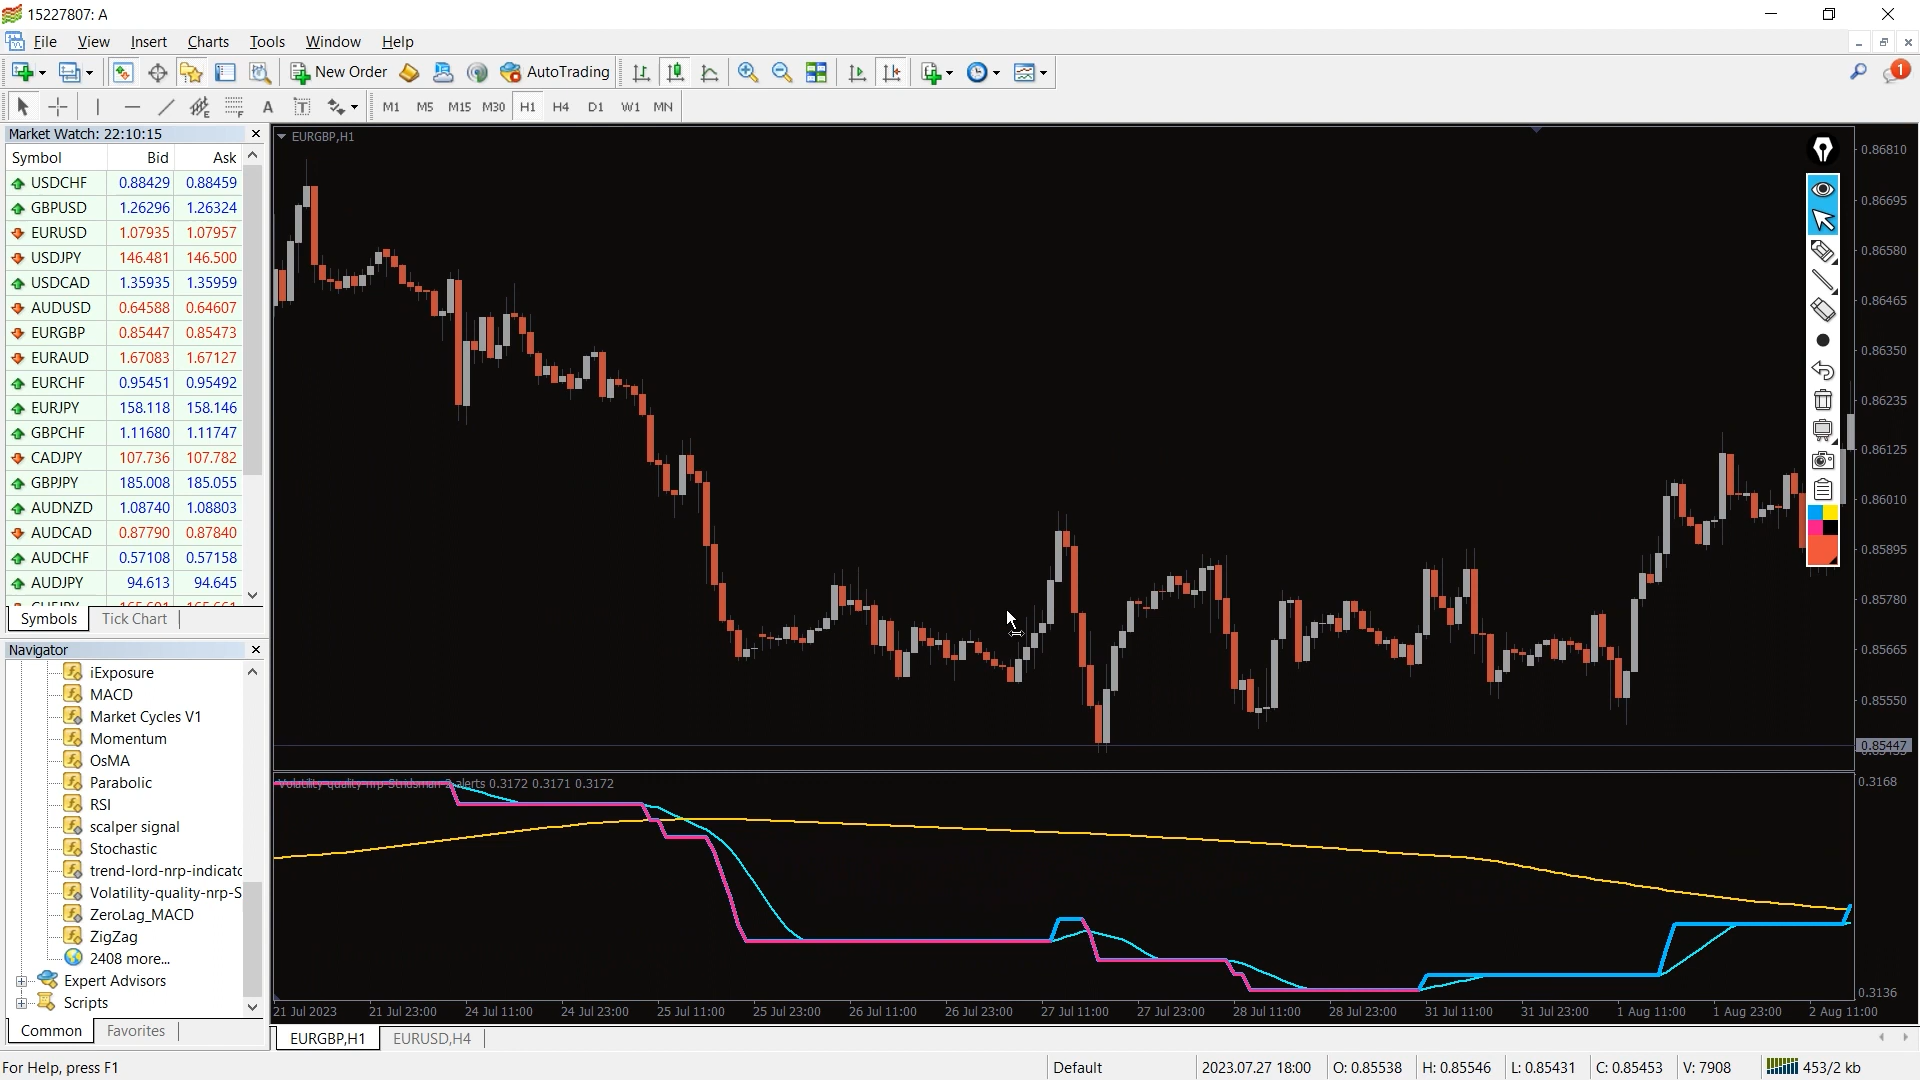 15227807: A
File View Insert Charts Tools Window Help
New Order AutoTrading 1
A T M1 M5 M15 M30 H1 H4 D1 W1 MN
Market Watch: 22:10:15
Symbol Bid Ask
USDCHF 0.88429 0.88459
GBPUSD 1.26296 1.26324
EURUSD 1.07935 1.07957
USDJPY 146.481 146.500
USDCAD 1.35935 1.35959
AUDUSD 0.64588 0.64607
EURGBP 0.85447 0.85473
EURAUD 1.67083 1.67127
EURCHF 0.95451 0.95492
EURJPY 158.118 158.146
GBPCHF 1.11680 1.11747
CADJPY 107.736 107.782
GBPJPY 185.008 185.055
AUDNZD 1.08740 1.08803
AUDCAD 0.87790 0.87840
AUDCHF 0.57108 0.57158
AUDJPY 94.613 94.645
Symbols Tick Chart
Navigator
iExposure
MACD
Market Cycles V1
Momentum
OsMA
Parabolic
RSI
scalper signal
Stochastic
trend-lord-nrp-indicato
Volatility-quality-nrp-S
ZeroLag_MACD
ZigZag
2408 more...
Expert Advisors
Scripts
Common Favorites
EURGBP,H1
0.86810
0.86695
0.86580
0.86465
0.86350
0.86235
0.86125
0.86010
0.85895
0.85780
0.85665
0.85550
0.85447
Volatility-quality-nrp-Stridsman 2 alerts 0.3172 0.3171 0.3172
0.3168
0.3136
21 Jul 2023 21 Jul 23:00 24 Jul 11:00 24 Jul 23:00 25 Jul 11:00 25 Jul 23:00 26 Jul 11:00 26 Jul 23:00 27 Jul 11:00 27 Jul 23:00 28 Jul 11:00 28 Jul 23:00 31 Jul 11:00 31 Jul 23:00 1 Aug 11:00 1 Aug 23:00 2 Aug 11:00
EURGBP,H1 EURUSD,H4
For Help, press F1 Default 2023.07.27 18:00 O: 0.85538 H: 0.85546 L: 0.85431 C: 0.85453 V: 7908 453/2 kb